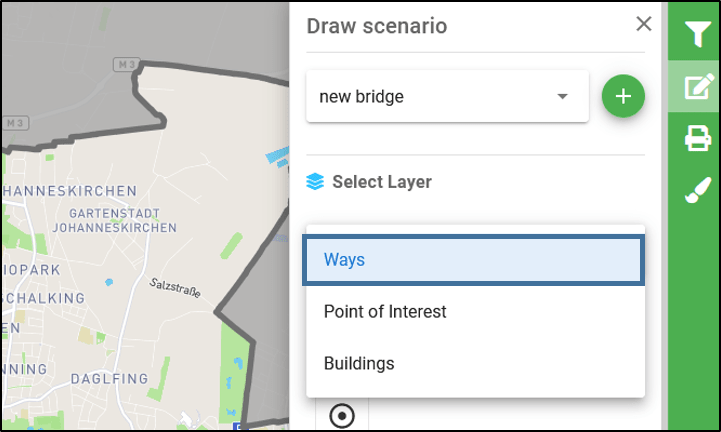 Draw scenario
new bridge
Select Layer
Ways
Point of Interest
Buildings
M 3
M 3
HANNESKIRCHEN
GARTENSTADT
JOHANNESKIRCHEN
IOPARK
SCHALKING
EN
NNING
DAGLFING
Salzstraße